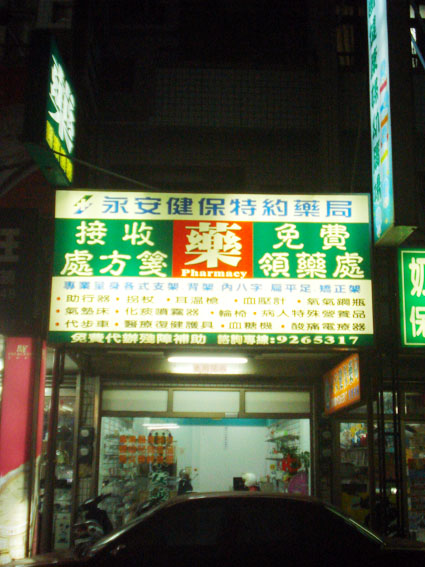 藥
永安健保特約藥局
接收
處方箋
藥
Pharmacy
免費
領藥處
專業量身各式支架 背架 內八字 扁平足 矯正架
助行器・拐杖・耳溫槍・血壓計・氧氣鋼瓶
氣墊床・化痰噴霧器・輪椅・病人特殊營養品
代步車・醫療復健護具・血糖機・酸痛電療器
免費代辦殘障補助 諮詢專線:9265317
奶
保